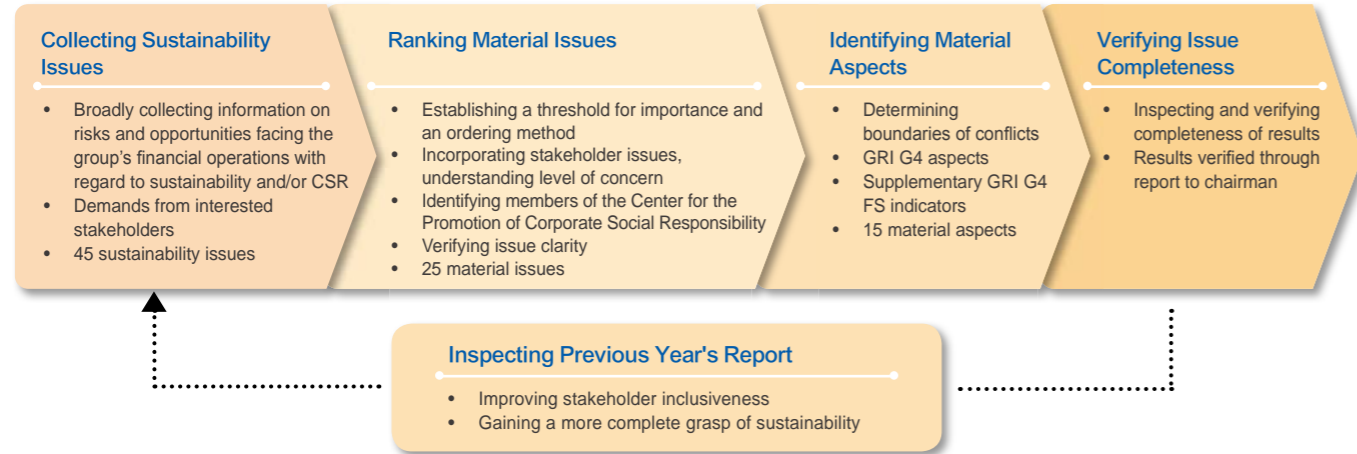 Collecting Sustainability
Issues
• Broadly collecting information on
risks and opportunities facing the
group's financial operations with
regard to sustainability and/or CSR
• Demands from interested
stakeholders
• 45 sustainability issues
Ranking Material Issues
• Establishing a threshold for importance and
an ordering method
• Incorporating stakeholder issues,
understanding level of concern
• Identifying members of the Center for the
Promotion of Corporate Social Responsibility
• Verifying issue clarity
• 25 material issues
Identifying Material
Aspects
• Determining
boundaries of conflicts
• GRI G4 aspects
• Supplementary GRI G4
FS indicators
• 15 material aspects
Verifying Issue
Completeness
• Inspecting and verifying
completeness of results
• Results verified through
report to chairman
Inspecting Previous Year's Report
• Improving stakeholder inclusiveness
• Gaining a more complete grasp of sustainability